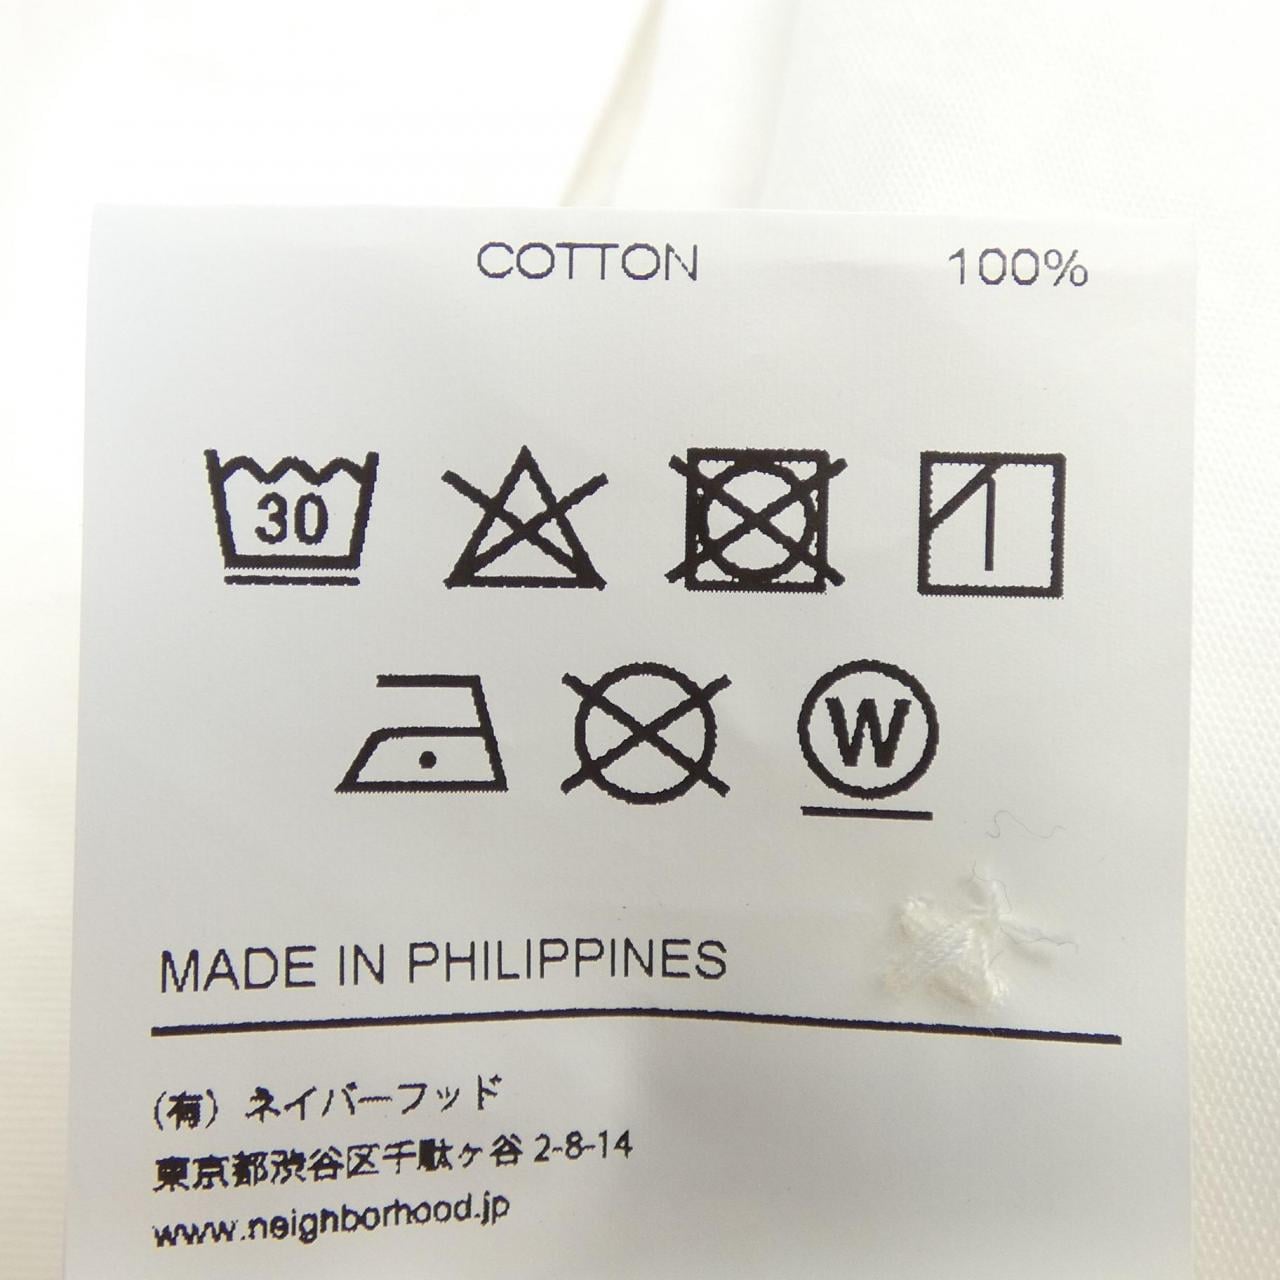 COTTON 100%
30
W
MADE IN PHILIPPINES
(有) ネイバーフッド
東京都渋谷区千駄ヶ谷 2-8-14
www.neighborhood.jp